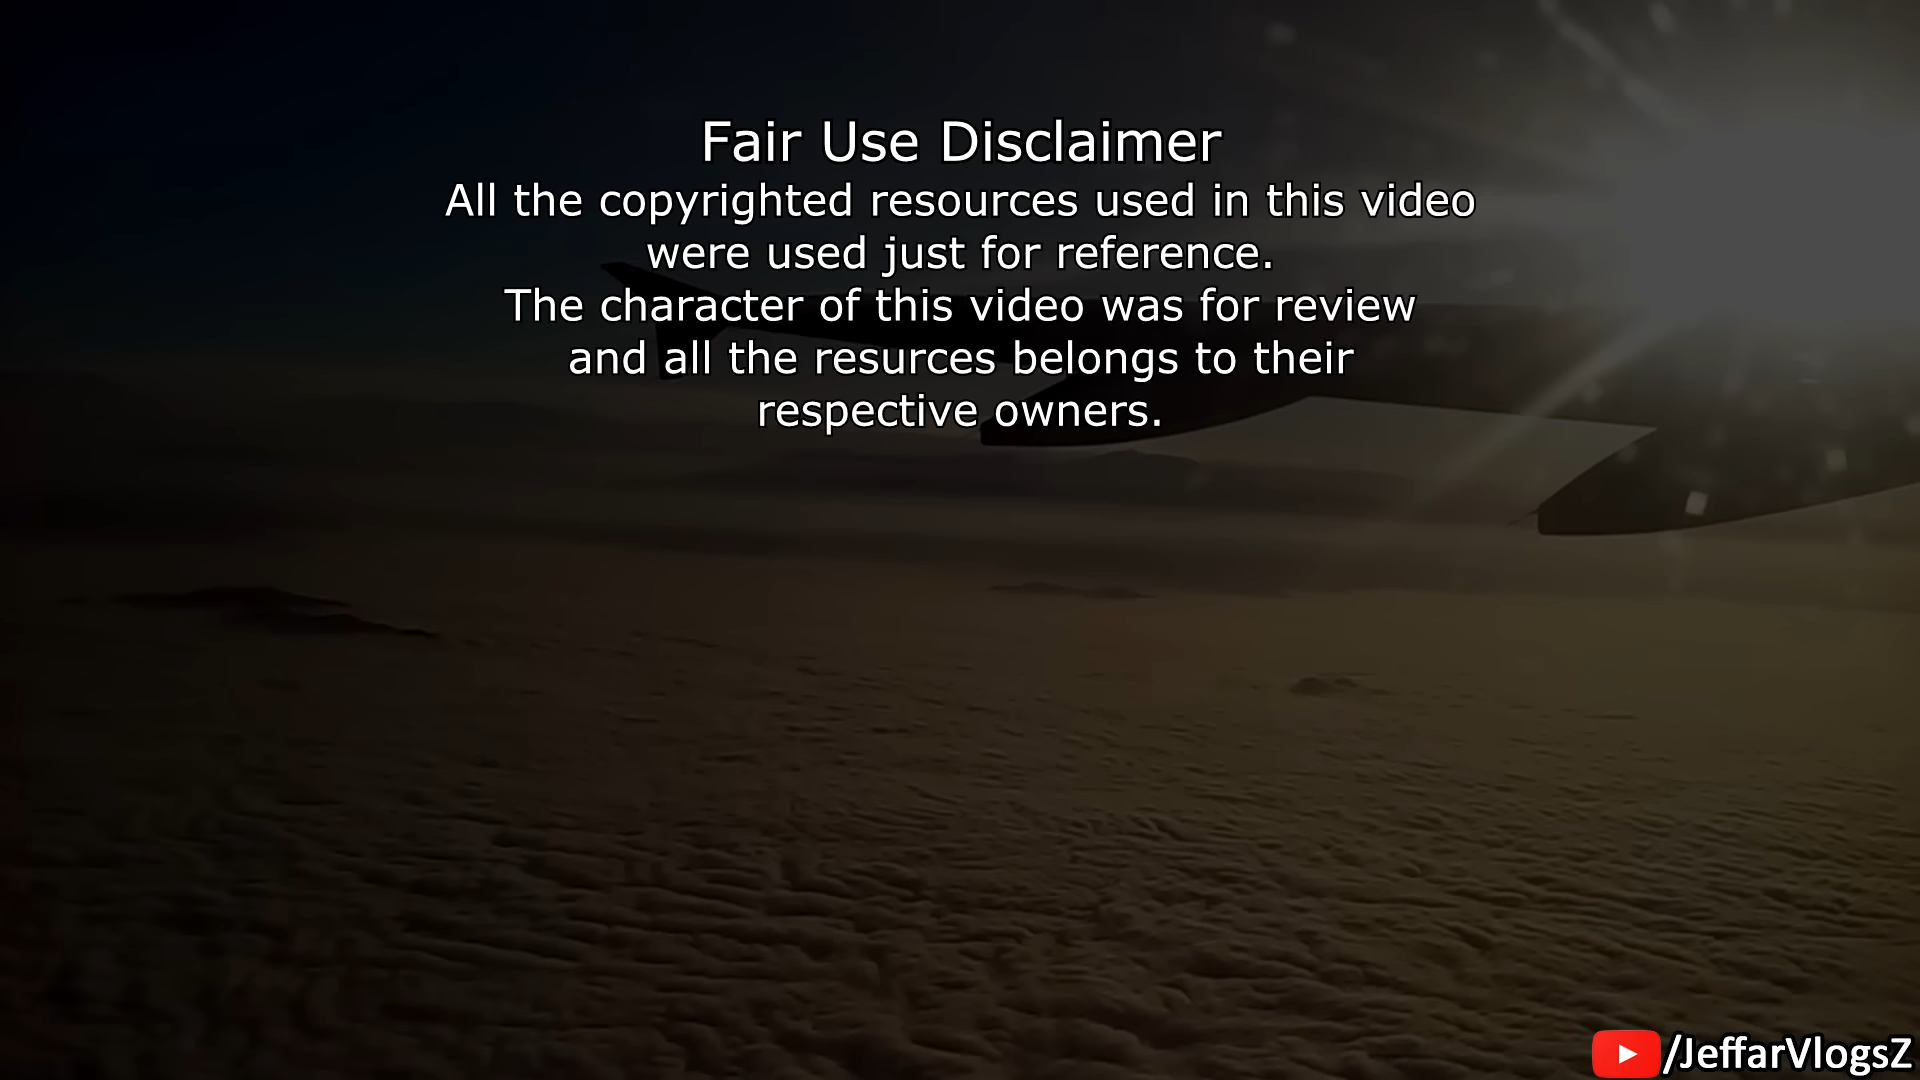 Fair Use Disclaimer
All the copyrighted resources used in this video
were used just for reference.
The character of this video was for review
and all the resurces belongs to their
respective owners.
/JeffarVlogsZ